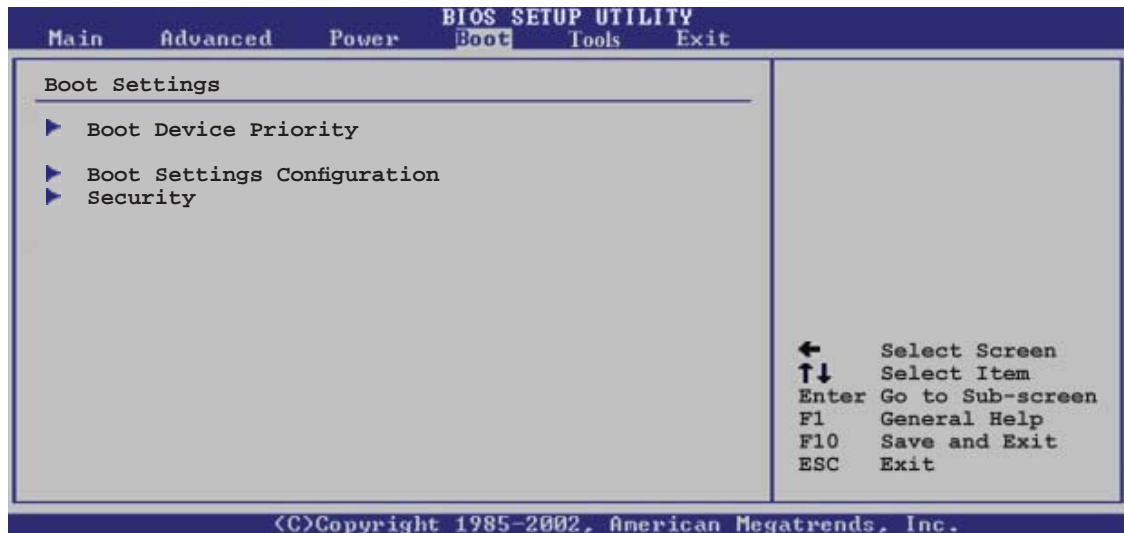 BIOS SETUP UTILITY
Main Advanced Power Boot Tools Exit
Boot Settings
Boot Device Priority
Boot Settings Configuration
Security
← Select Screen
↑↓ Select Item
Enter Go to Sub-screen
F1 General Help
F10 Save and Exit
ESC Exit
(C)Copyright 1985-2002, American Megatrends, Inc.